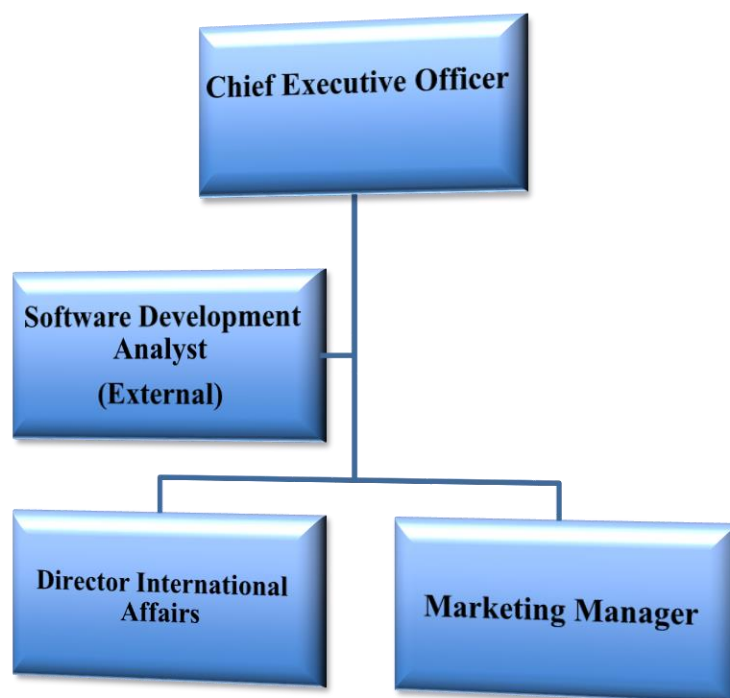 Chief Executive Officer
Software Development
Analyst
(External)
Director International
Affairs
Marketing Manager